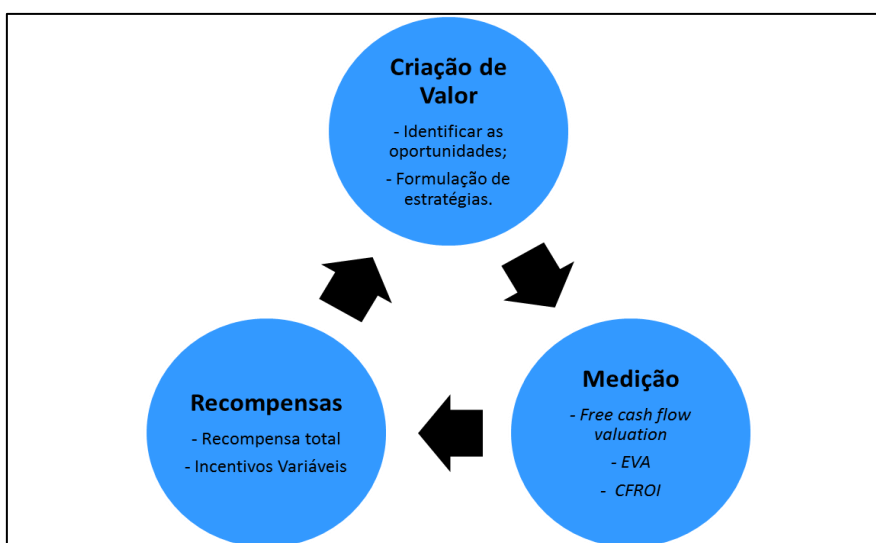 Criação de
Valor
- Identificar as
oportunidades;
- Formulação de
estratégias.
Medição
- Free cash flow
valuation
- EVA
- CFROI
Recompensas
- Recompensa total
- Incentivos Variáveis